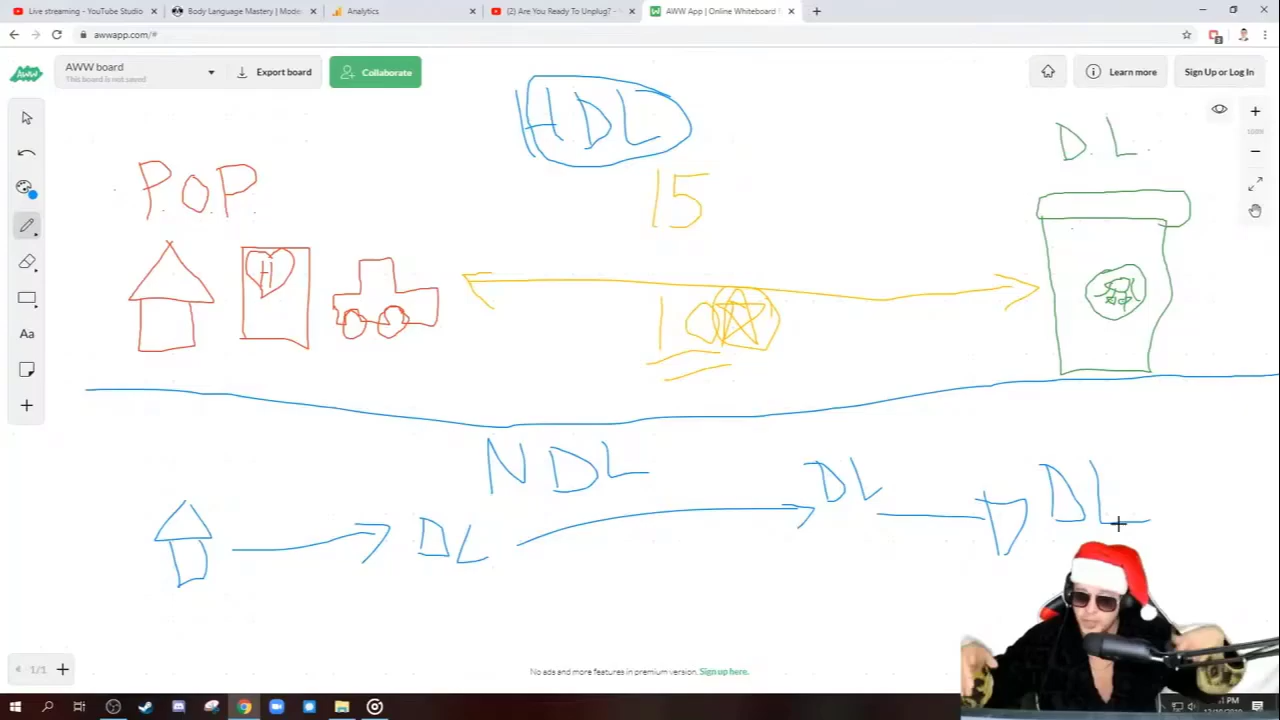 Live streaming - YouTube Studio
Body Language Mastery | Mode
Analytics
(2) Are You Ready To Unplug? -
AWW App | Online Whiteboard
awwapp.com/#
AWW
AWW board
This board is not saved
Export board
Collaborate
Learn more
Sign Up or Log In
HDL
D.L.
P.O.P.
15
H
10
Aa
NDL
DL
DL
DL
1/1
No ads and more features in premium version. Sign up here.